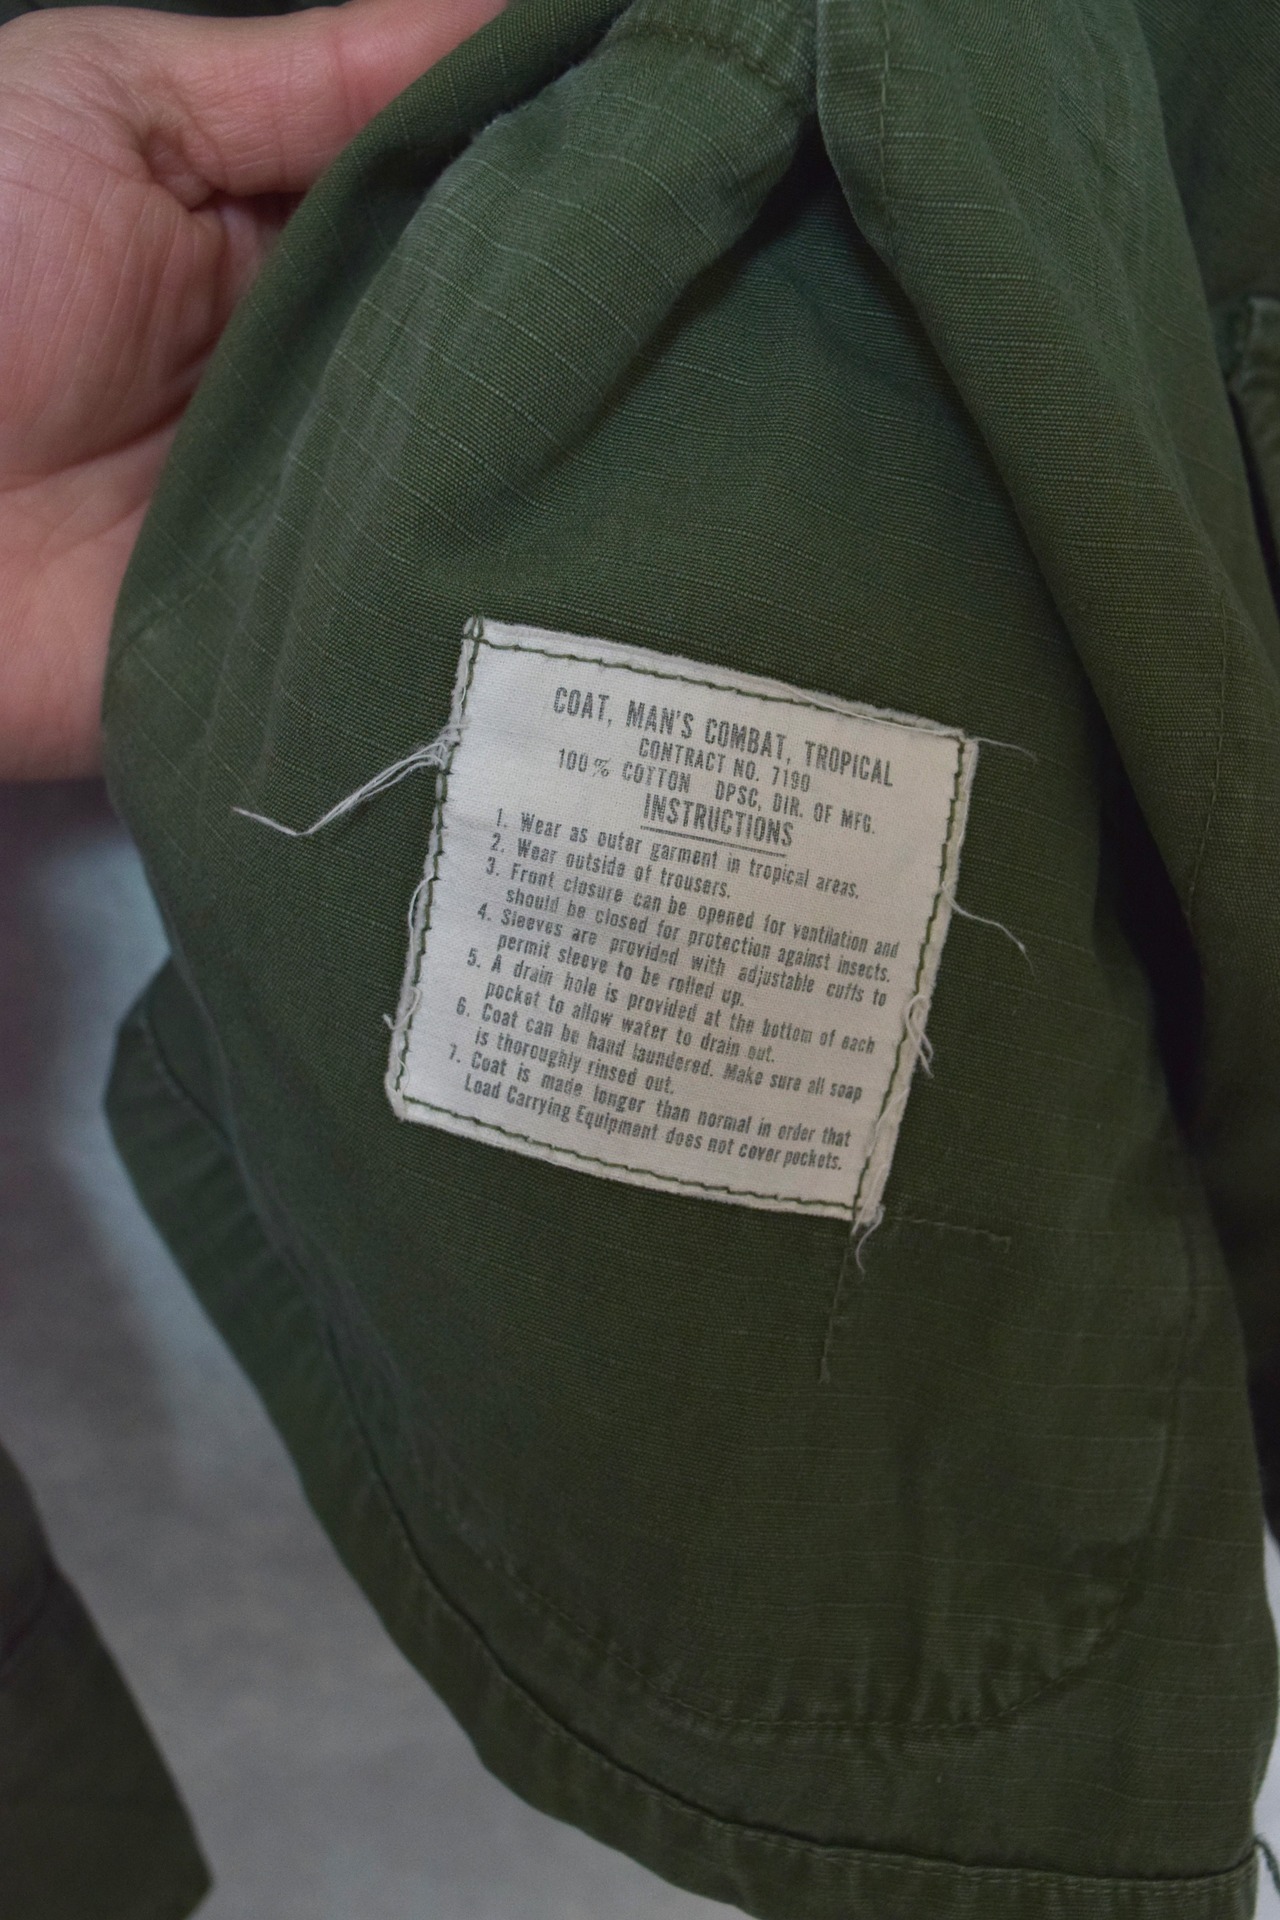 COAT, MAN'S COMBAT, TROPICAL
CONTRACT NO. 7190
100% COTTON DPSC, DIR. OF MFG.
INSTRUCTIONS
1. Wear as outer garment in tropical areas.
2. Wear outside of trousers.
3. Front closure can be opened for ventilation and
should be closed for protection against insects.
4. Sleeves are provided with adjustable cuffs to
permit sleeve to be rolled up.
5. A drain hole is provided at the bottom of each
pocket to allow water to drain out.
6. Coat can be hand laundered. Make sure all soap
is thoroughly rinsed out.
7. Coat is made longer than normal in order that
Load Carrying Equipment does not cover pockets.